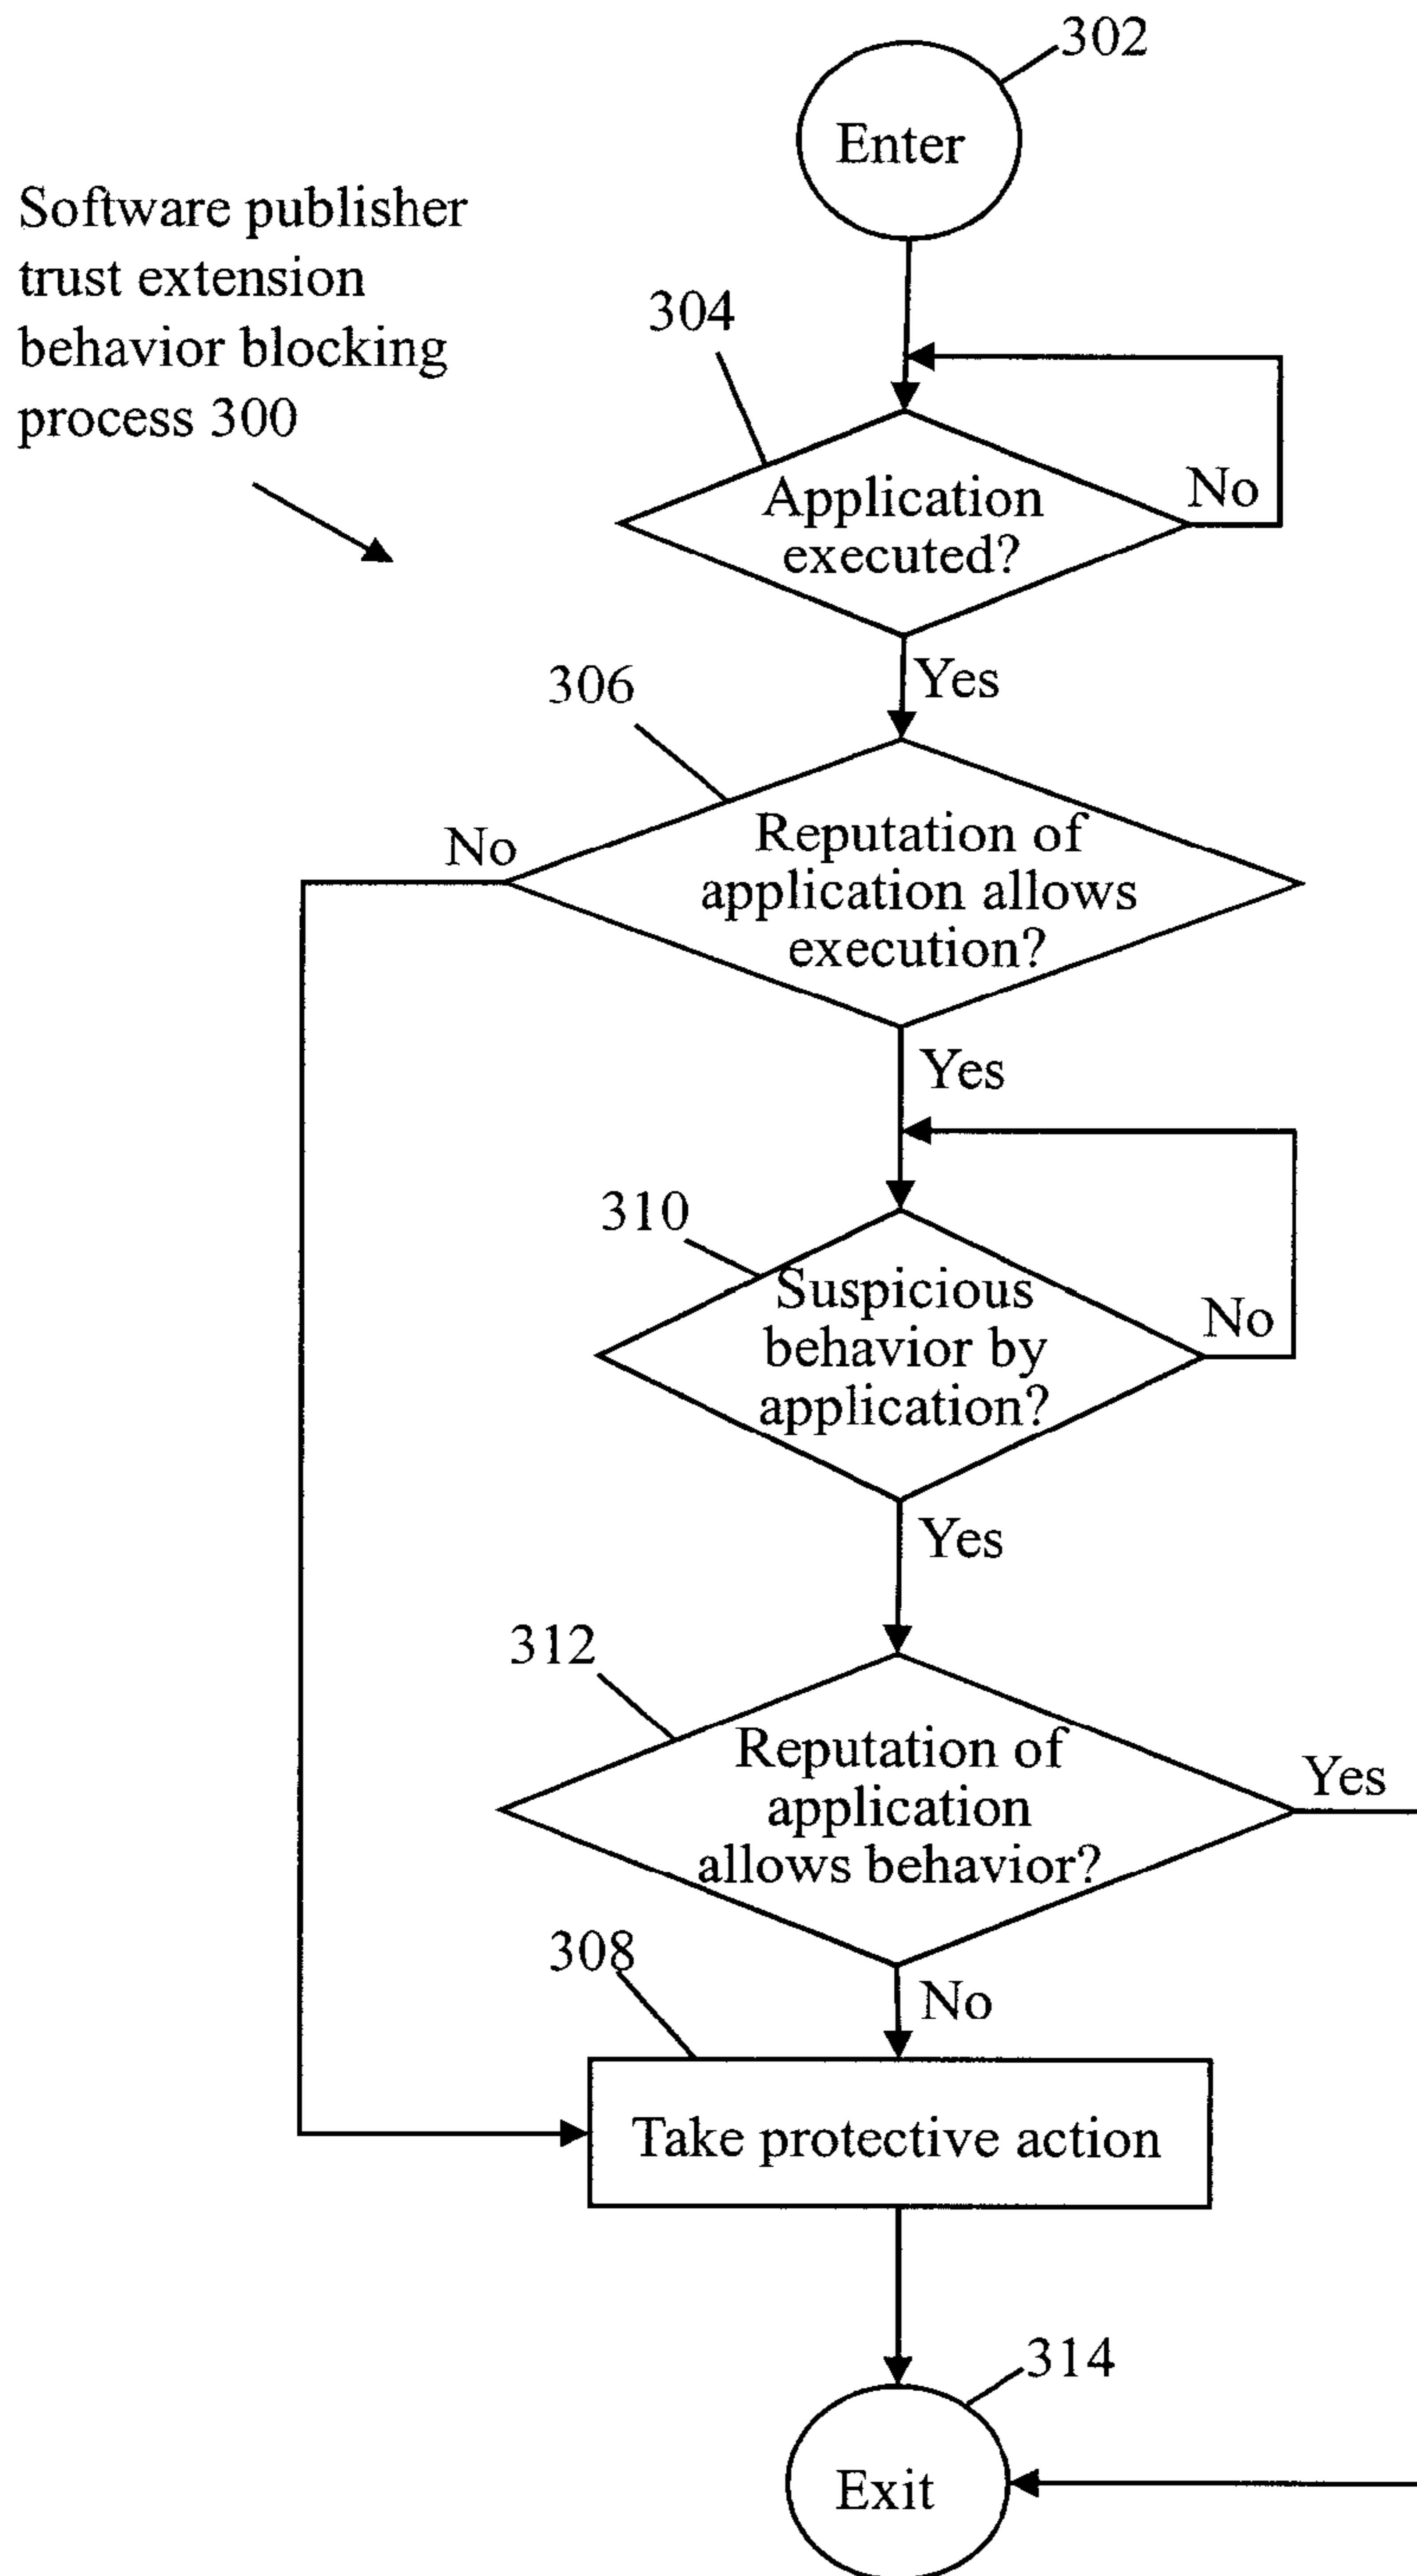 302
Enter
Software publisher
trust extension
behavior blocking
process 300
304
Application
executed?
No
Yes
306
No
Reputation of
application allows
execution?
Yes
310
Suspicious
behavior by
application?
No
Yes
312
Reputation of
application
allows behavior?
Yes
308
No
Take protective action
314
Exit